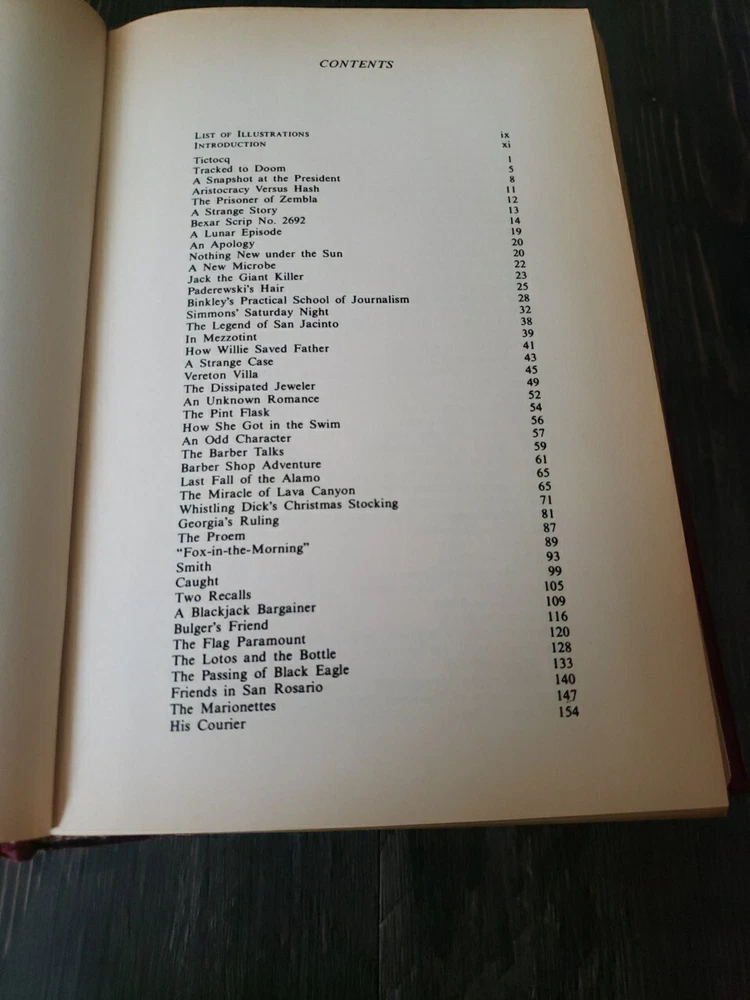 CONTENTS
LIST OF ILLUSTRATIONS ix
INTRODUCTION xi
Tictocq 1
Tracked to Doom 5
A Snapshot at the President 8
Aristocracy Versus Hash 11
The Prisoner of Zembla 12
A Strange Story 13
Bexar Scrip No. 2692 14
A Lunar Episode 19
An Apology 20
Nothing New under the Sun 20
A New Microbe 22
Jack the Giant Killer 23
Paderewski's Hair 25
Binkley's Practical School of Journalism 28
Simmons' Saturday Night 32
The Legend of San Jacinto 38
In Mezzotint 39
How Willie Saved Father 41
A Strange Case 43
Vereton Villa 45
The Dissipated Jeweler 49
An Unknown Romance 52
The Pint Flask 54
How She Got in the Swim 56
An Odd Character 57
The Barber Talks 59
Barber Shop Adventure 61
Last Fall of the Alamo 65
The Miracle of Lava Canyon 65
Whistling Dick's Christmas Stocking 71
Georgia's Ruling 81
The Proem 87
"Fox-in-the-Morning" 89
Smith 93
Caught 99
Two Recalls 105
A Blackjack Bargainer 109
Bulger's Friend 116
The Flag Paramount 120
The Lotos and the Bottle 128
The Passing of Black Eagle 133
Friends in San Rosario 140
The Marionettes 147
His Courier 154